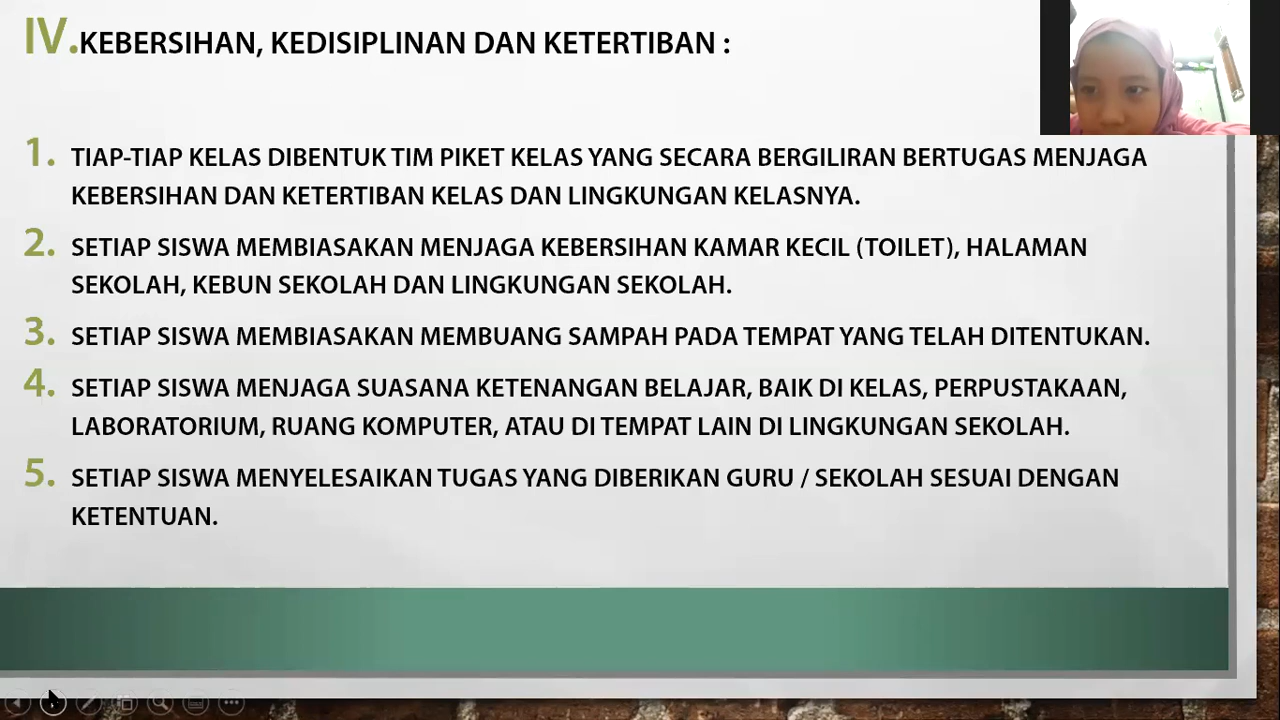 IV.KEBERSIHAN, KEDISIPLINAN DAN KETERTIBAN :
1. TIAP-TIAP KELAS DIBENTUK TIM PIKET KELAS YANG SECARA BERGILIRAN BERTUGAS MENJAGA
KEBERSIHAN DAN KETERTIBAN KELAS DAN LINGKUNGAN KELASNYA.
2. SETIAP SISWA MEMBIASAKAN MENJAGA KEBERSIHAN KAMAR KECIL (TOILET), HALAMAN
SEKOLAH, KEBUN SEKOLAH DAN LINGKUNGAN SEKOLAH.
3. SETIAP SISWA MEMBIASAKAN MEMBUANG SAMPAH PADA TEMPAT YANG TELAH DITENTUKAN.
4. SETIAP SISWA MENJAGA SUASANA KETENANGAN BELAJAR, BAIK DI KELAS, PERPUSTAKAAN,
LABORATORIUM, RUANG KOMPUTER, ATAU DI TEMPAT LAIN DI LINGKUNGAN SEKOLAH.
5. SETIAP SISWA MENYELESAIKAN TUGAS YANG DIBERIKAN GURU / SEKOLAH SESUAI DENGAN
KETENTUAN.